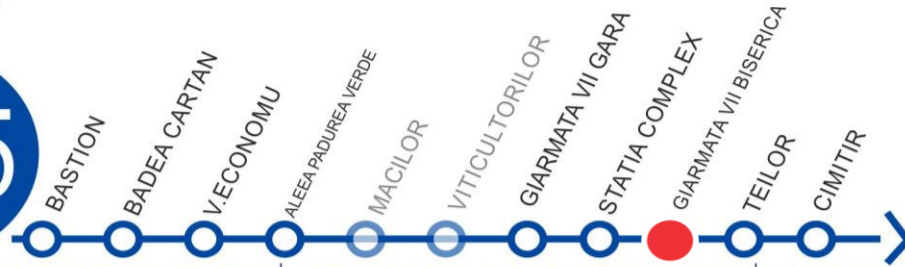 5
BASTION
BADEA CARTAN
V.ECONOMU
ALEEA PADUREA VERDE
MACILOR
VITICULTORILOR
GIARMATA VII GARA
STATIA COMPLEX
GIARMATA VII BISERICA
TEILOR
CIMITIR